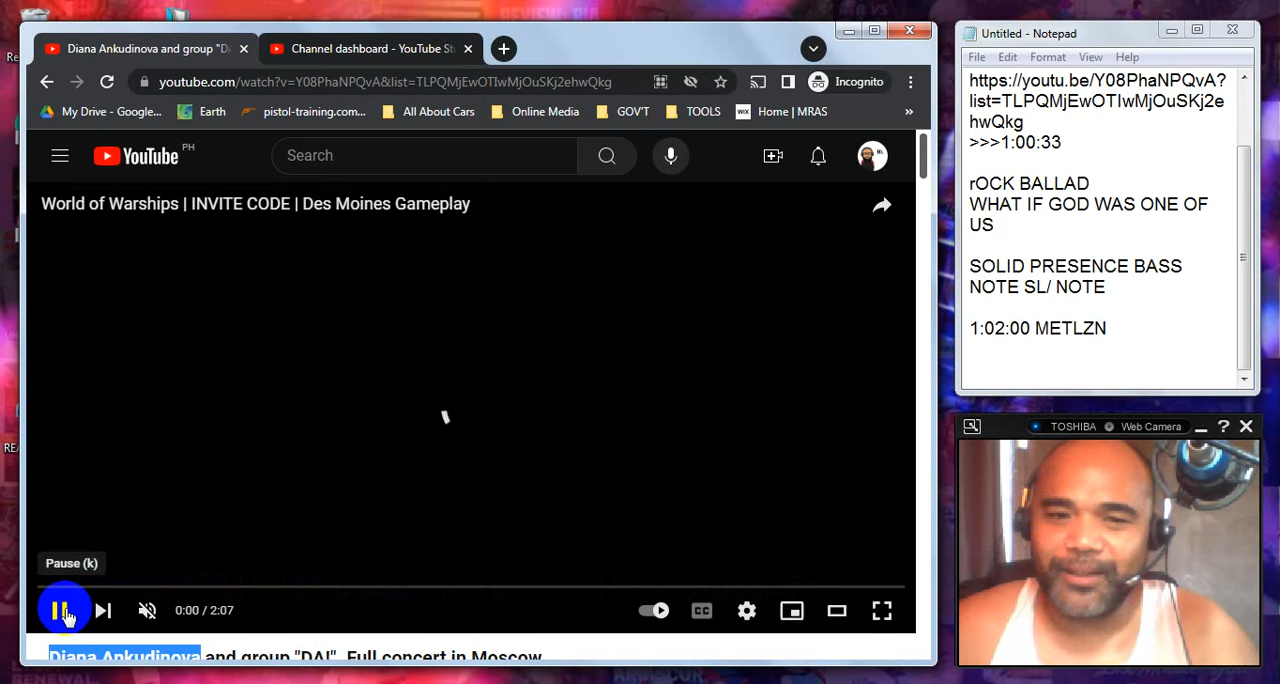 Diana Ankudinova and group "D
Channel dashboard - YouTube St
youtube.com/watch?v=Y08PhaNPQvA&list=TLPQMjEwOTIwMjOuSKj2ehwQkg
Incognito
My Drive - Google...
Earth
pistol-training.com...
All About Cars
Online Media
GOV'T
TOOLS
WIX
Home | MRAS
»
YouTube PH
Search
World of Warships | INVITE CODE | Des Moines Gameplay
Pause (k)
0:00 / 2:07
CC
Diana Ankudinova and group "DAI". Full concert in Moscow
Untitled - Notepad
File Edit Format View Help
https://youtu.be/Y08PhaNPQvA?
list=TLPQMjEwOTIwMjOuSKj2e
hwQkg
>>>1:00:33
rOCK BALLAD
WHAT IF GOD WAS ONE OF
US
SOLID PRESENCE BASS
NOTE SL/ NOTE
1:02:00 METLZN
TOSHIBA Web Camera